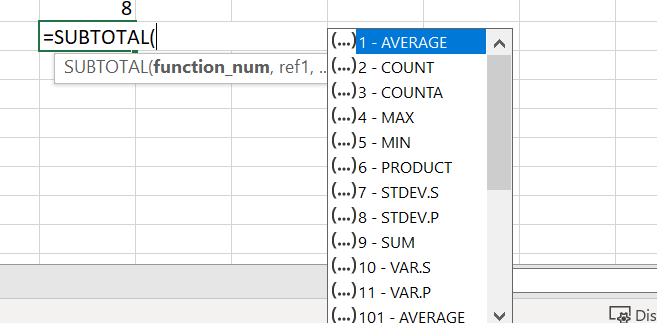 8
=SUBTOTAL(
SUBTOTAL(function_num, ref1, ...
(...) 1 - AVERAGE
(...) 2 - COUNT
(...) 3 - COUNTA
(...) 4 - MAX
(...) 5 - MIN
(...) 6 - PRODUCT
(...) 7 - STDEV.S
(...) 8 - STDEV.P
(...) 9 - SUM
(...) 10 - VAR.S
(...) 11 - VAR.P
(...) 101 - AVERAGE
Dis